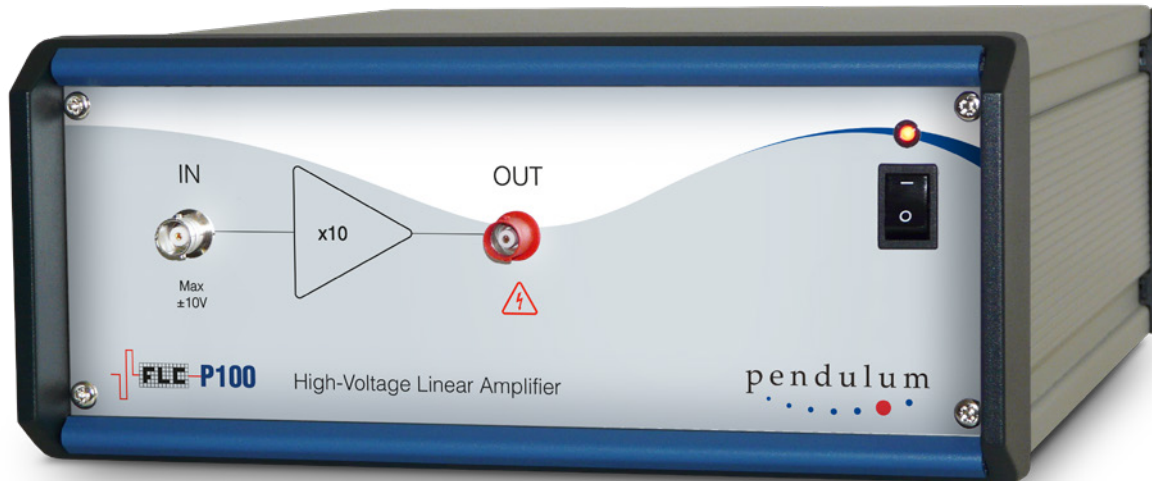 IN
OUT
x10
Max
±10V
FLC P100
High-Voltage Linear Amplifier
pendulum